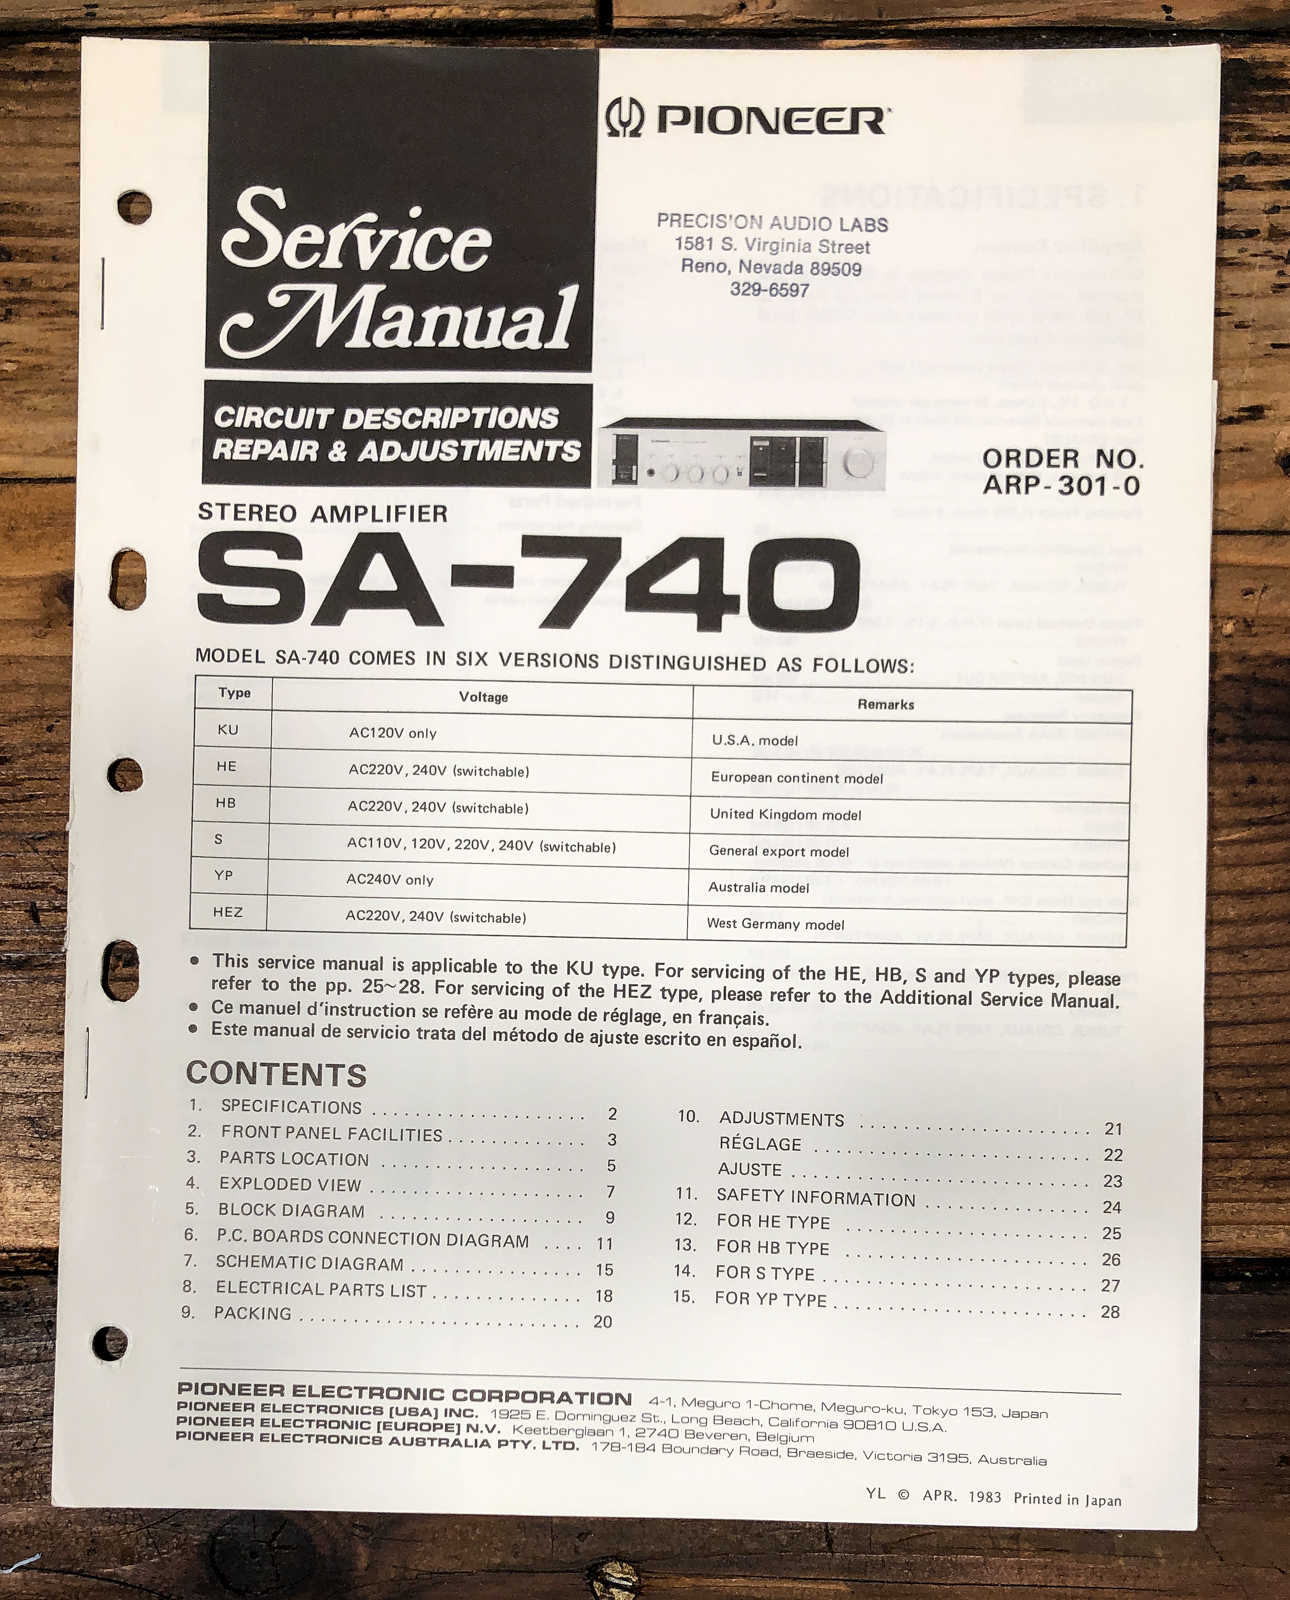 PIONEER
Service
Manual
PRECIS'ON AUDIO LABS
1581 S. Virginia Street
Reno, Nevada 89509
329-6597
CIRCUIT DESCRIPTIONS
REPAIR & ADJUSTMENTS
ORDER NO.
ARP-301-0
STEREO AMPLIFIER
SA-740
MODEL SA-740 COMES IN SIX VERSIONS DISTINGUISHED AS FOLLOWS:
Type Voltage Remarks
KU AC120V only U.S.A. model
HE AC220V, 240V (switchable) European continent model
HB AC220V, 240V (switchable) United Kingdom model
S AC110V, 120V, 220V, 240V (switchable) General export model
YP AC240V only Australia model
HEZ AC220V, 240V (switchable) West Germany model
● This service manual is applicable to the KU type. For servicing of the HE, HB, S and YP types, please
refer to the pp. 25~28. For servicing of the HEZ type, please refer to the Additional Service Manual.
● Ce manuel d'instruction se refère au mode de réglage, en français.
● Este manual de servicio trata del método de ajuste escrito en español.
CONTENTS
1. SPECIFICATIONS .................... 2
2. FRONT PANEL FACILITIES ............. 3
3. PARTS LOCATION ................... 5
4. EXPLODED VIEW .................... 7
5. BLOCK DIAGRAM ................... 9
6. P.C. BOARDS CONNECTION DIAGRAM .... 11
7. SCHEMATIC DIAGRAM ................ 15
8. ELECTRICAL PARTS LIST .............. 18
9. PACKING .......................... 20
10. ADJUSTMENTS ...................... 21
RÉGLAGE .......................... 22
AJUSTE ............................ 23
11. SAFETY INFORMATION ................ 24
12. FOR HE TYPE ....................... 25
13. FOR HB TYPE ....................... 26
14. FOR S TYPE ......................... 27
15. FOR YP TYPE ........................ 28
PIONEER ELECTRONIC CORPORATION 4-1, Meguro 1-Chome, Meguro-ku, Tokyo 153, Japan
PIONEER ELECTRONICS [USA] INC. 1925 E. Dominguez St., Long Beach, California 90810 U.S.A.
PIONEER ELECTRONIC [EUROPE] N.V. Keetberglaan 1, 2740 Beveren, Belgium
PIONEER ELECTRONICS AUSTRALIA PTY. LTD. 178-184 Boundary Road, Braeside, Victoria 3195, Australia
YL © APR. 1983 Printed in Japan